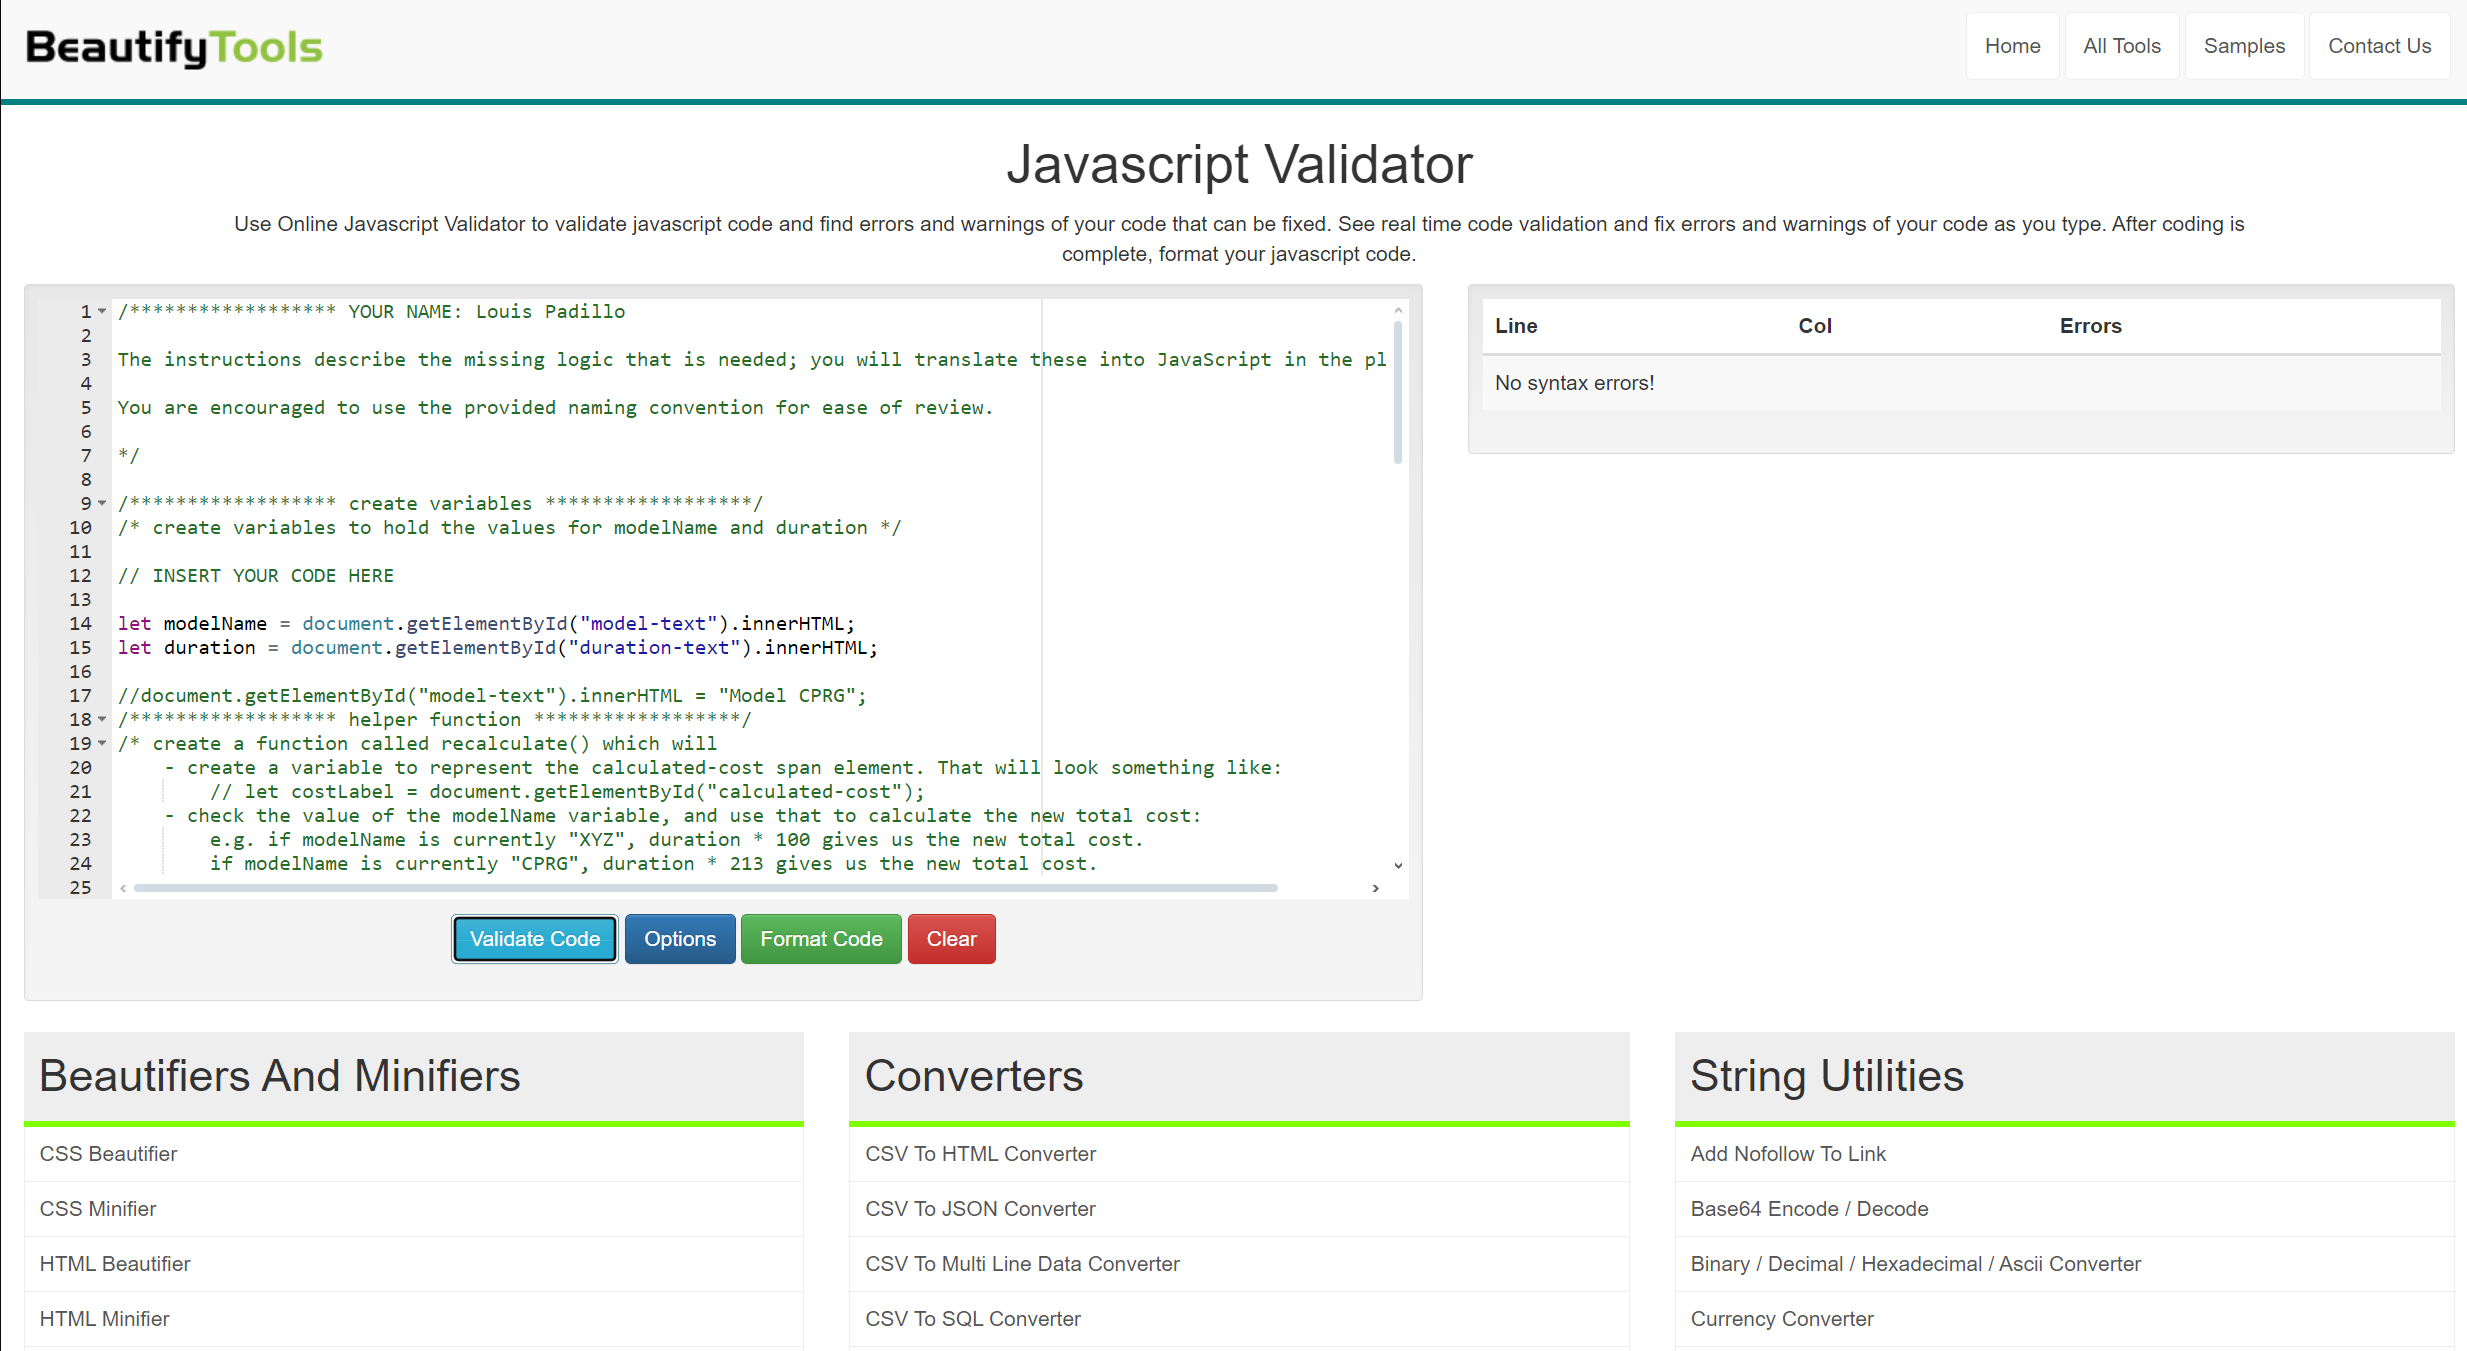 BeautifyTools
Home
All Tools
Samples
Contact Us
Javascript Validator
Use Online Javascript Validator to validate javascript code and find errors and warnings of your code that can be fixed. See real time code validation and fix errors and warnings of your code as you type. After coding is
complete, format your javascript code.
1 /****************** YOUR NAME: Louis Padillo
2
3 The instructions describe the missing logic that is needed; you will translate these into JavaScript in the pl
4
5 You are encouraged to use the provided naming convention for ease of review.
6
7 */
8
9 /****************** create variables ******************/
10 /* create variables to hold the values for modelName and duration */
11
12 // INSERT YOUR CODE HERE
13
14 let modelName = document.getElementById("model-text").innerHTML;
15 let duration = document.getElementById("duration-text").innerHTML;
16
17 //document.getElementById("model-text").innerHTML = "Model CPRG";
18 /****************** helper function ******************/
19 /* create a function called recalculate() which will
20 - create a variable to represent the calculated-cost span element. That will look something like:
21 // let costLabel = document.getElementById("calculated-cost");
22 - check the value of the modelName variable, and use that to calculate the new total cost:
23 e.g. if modelName is currently "XYZ", duration * 100 gives us the new total cost.
24 if modelName is currently "CPRG", duration * 213 gives us the new total cost.
25
Validate Code
Options
Format Code
Clear
Line Col Errors
No syntax errors!
Beautifiers And Minifiers
CSS Beautifier
CSS Minifier
HTML Beautifier
HTML Minifier
Converters
CSV To HTML Converter
CSV To JSON Converter
CSV To Multi Line Data Converter
CSV To SQL Converter
String Utilities
Add Nofollow To Link
Base64 Encode / Decode
Binary / Decimal / Hexadecimal / Ascii Converter
Currency Converter